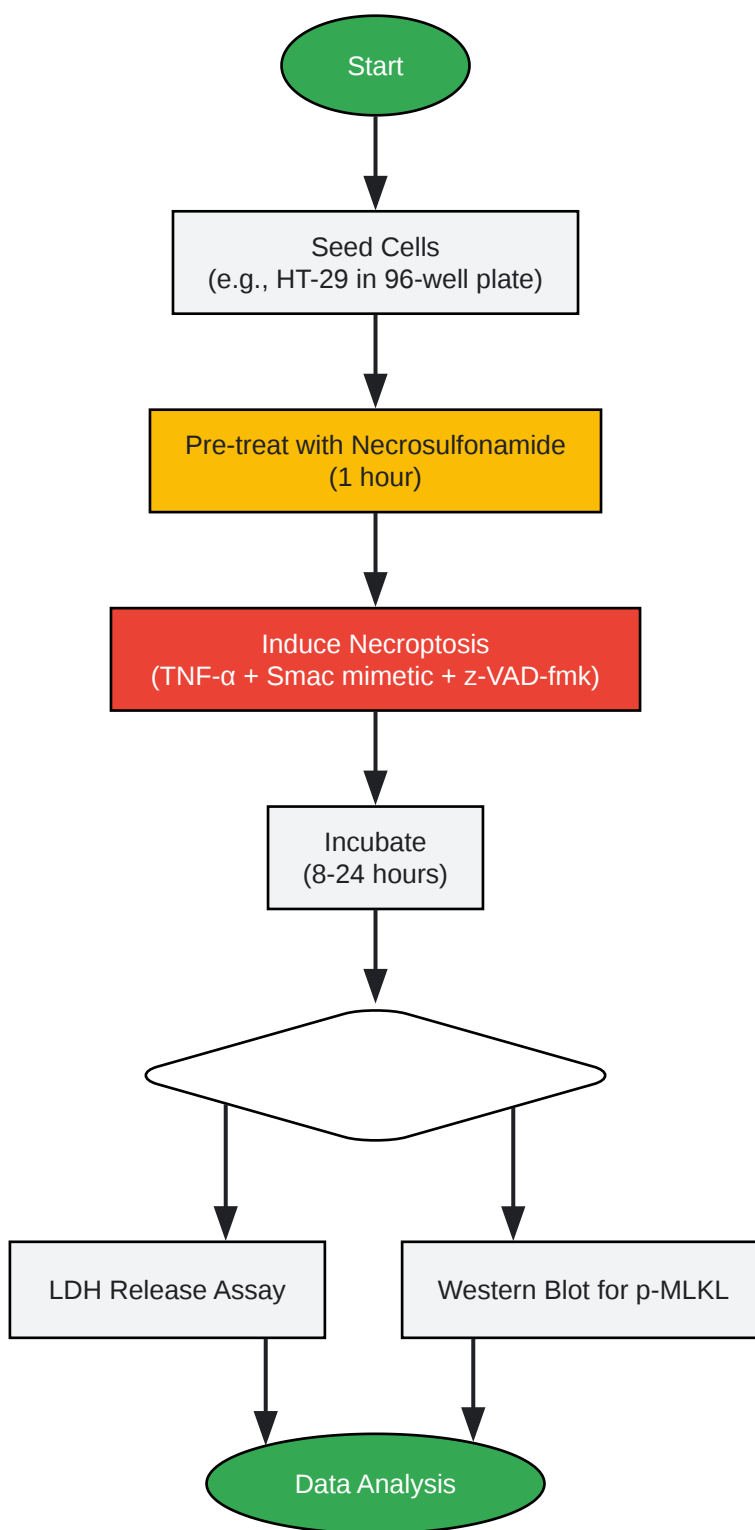 Start
Seed Cells
(e.g., HT-29 in 96-well plate)
Pre-treat with Necrosulfonamide
(1 hour)
Induce Necroptosis
(TNF-α + Smac mimetic + z-VAD-fmk)
Incubate
(8-24 hours)
LDH Release Assay
Western Blot for p-MLKL
Data Analysis